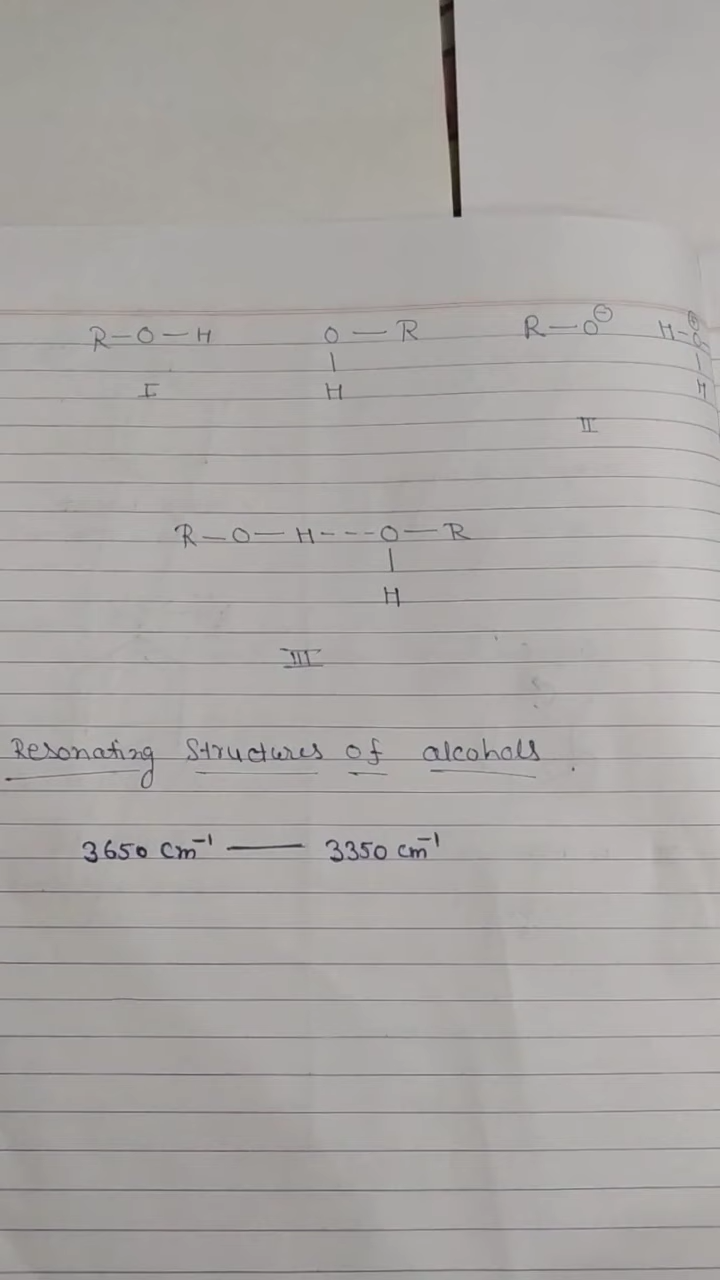 R-O-H O-R R-O⊖ H-O⊕-
| |
I H H
II
R-O-H---O-R
|
H
III
Resonating Structures of alcohols.
3650 cm⁻¹ — 3350 cm⁻¹